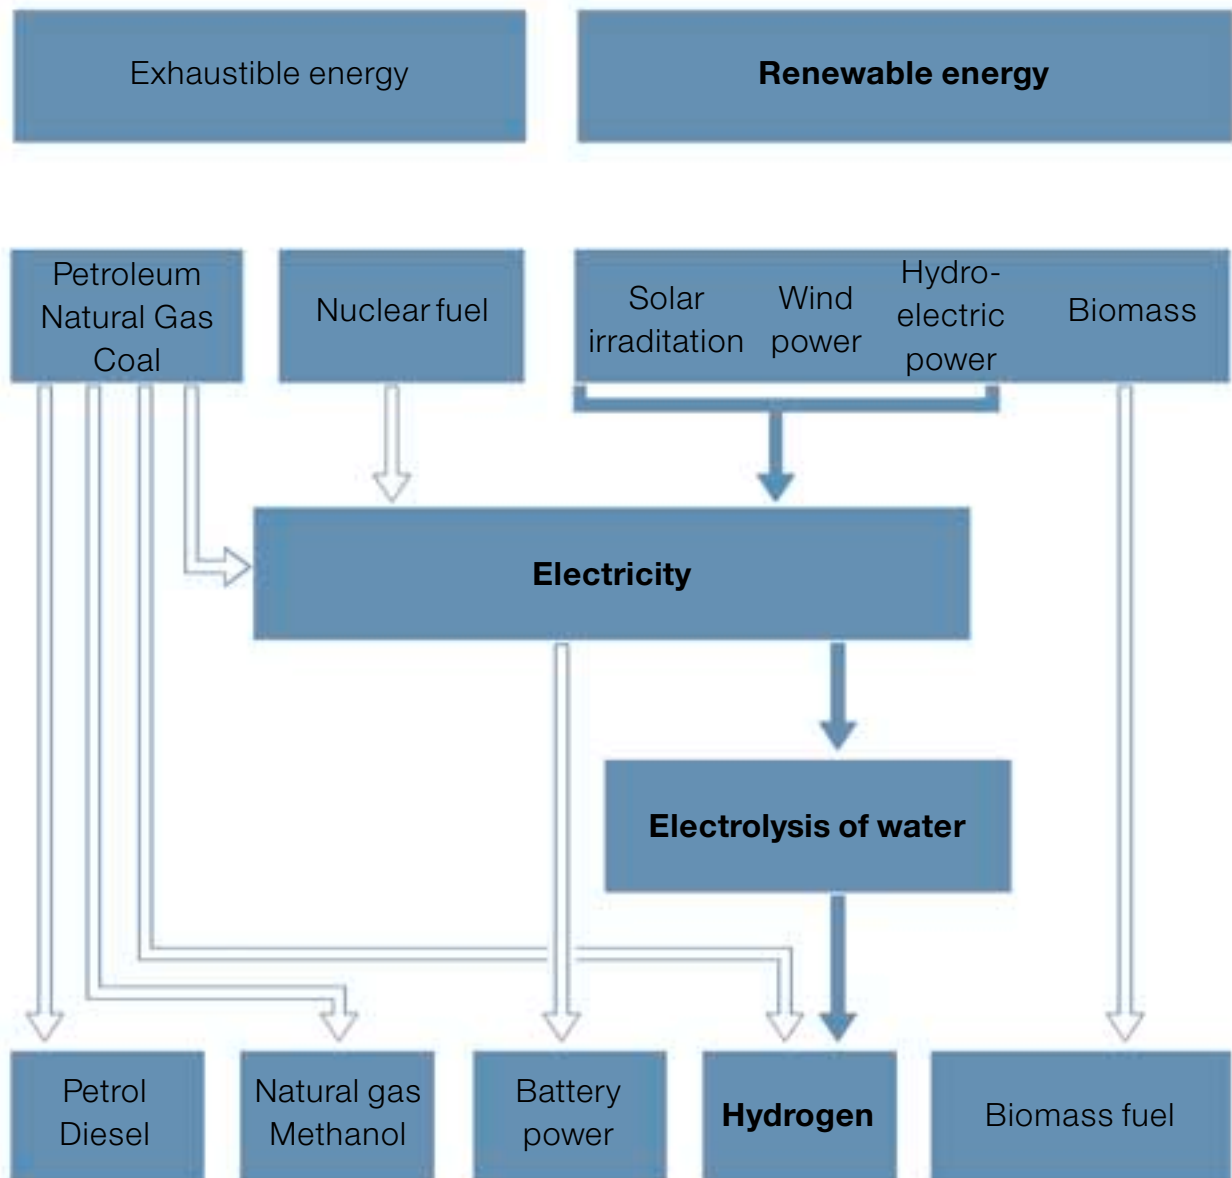 Exhaustible energy
Renewable energy
Petroleum
Natural Gas
Coal
Nuclear fuel
Solar
irraditation
Wind
power
Hydro-
electric
power
Biomass
Electricity
Electrolysis of water
Petrol
Diesel
Natural gas
Methanol
Battery
power
Hydrogen
Biomass fuel